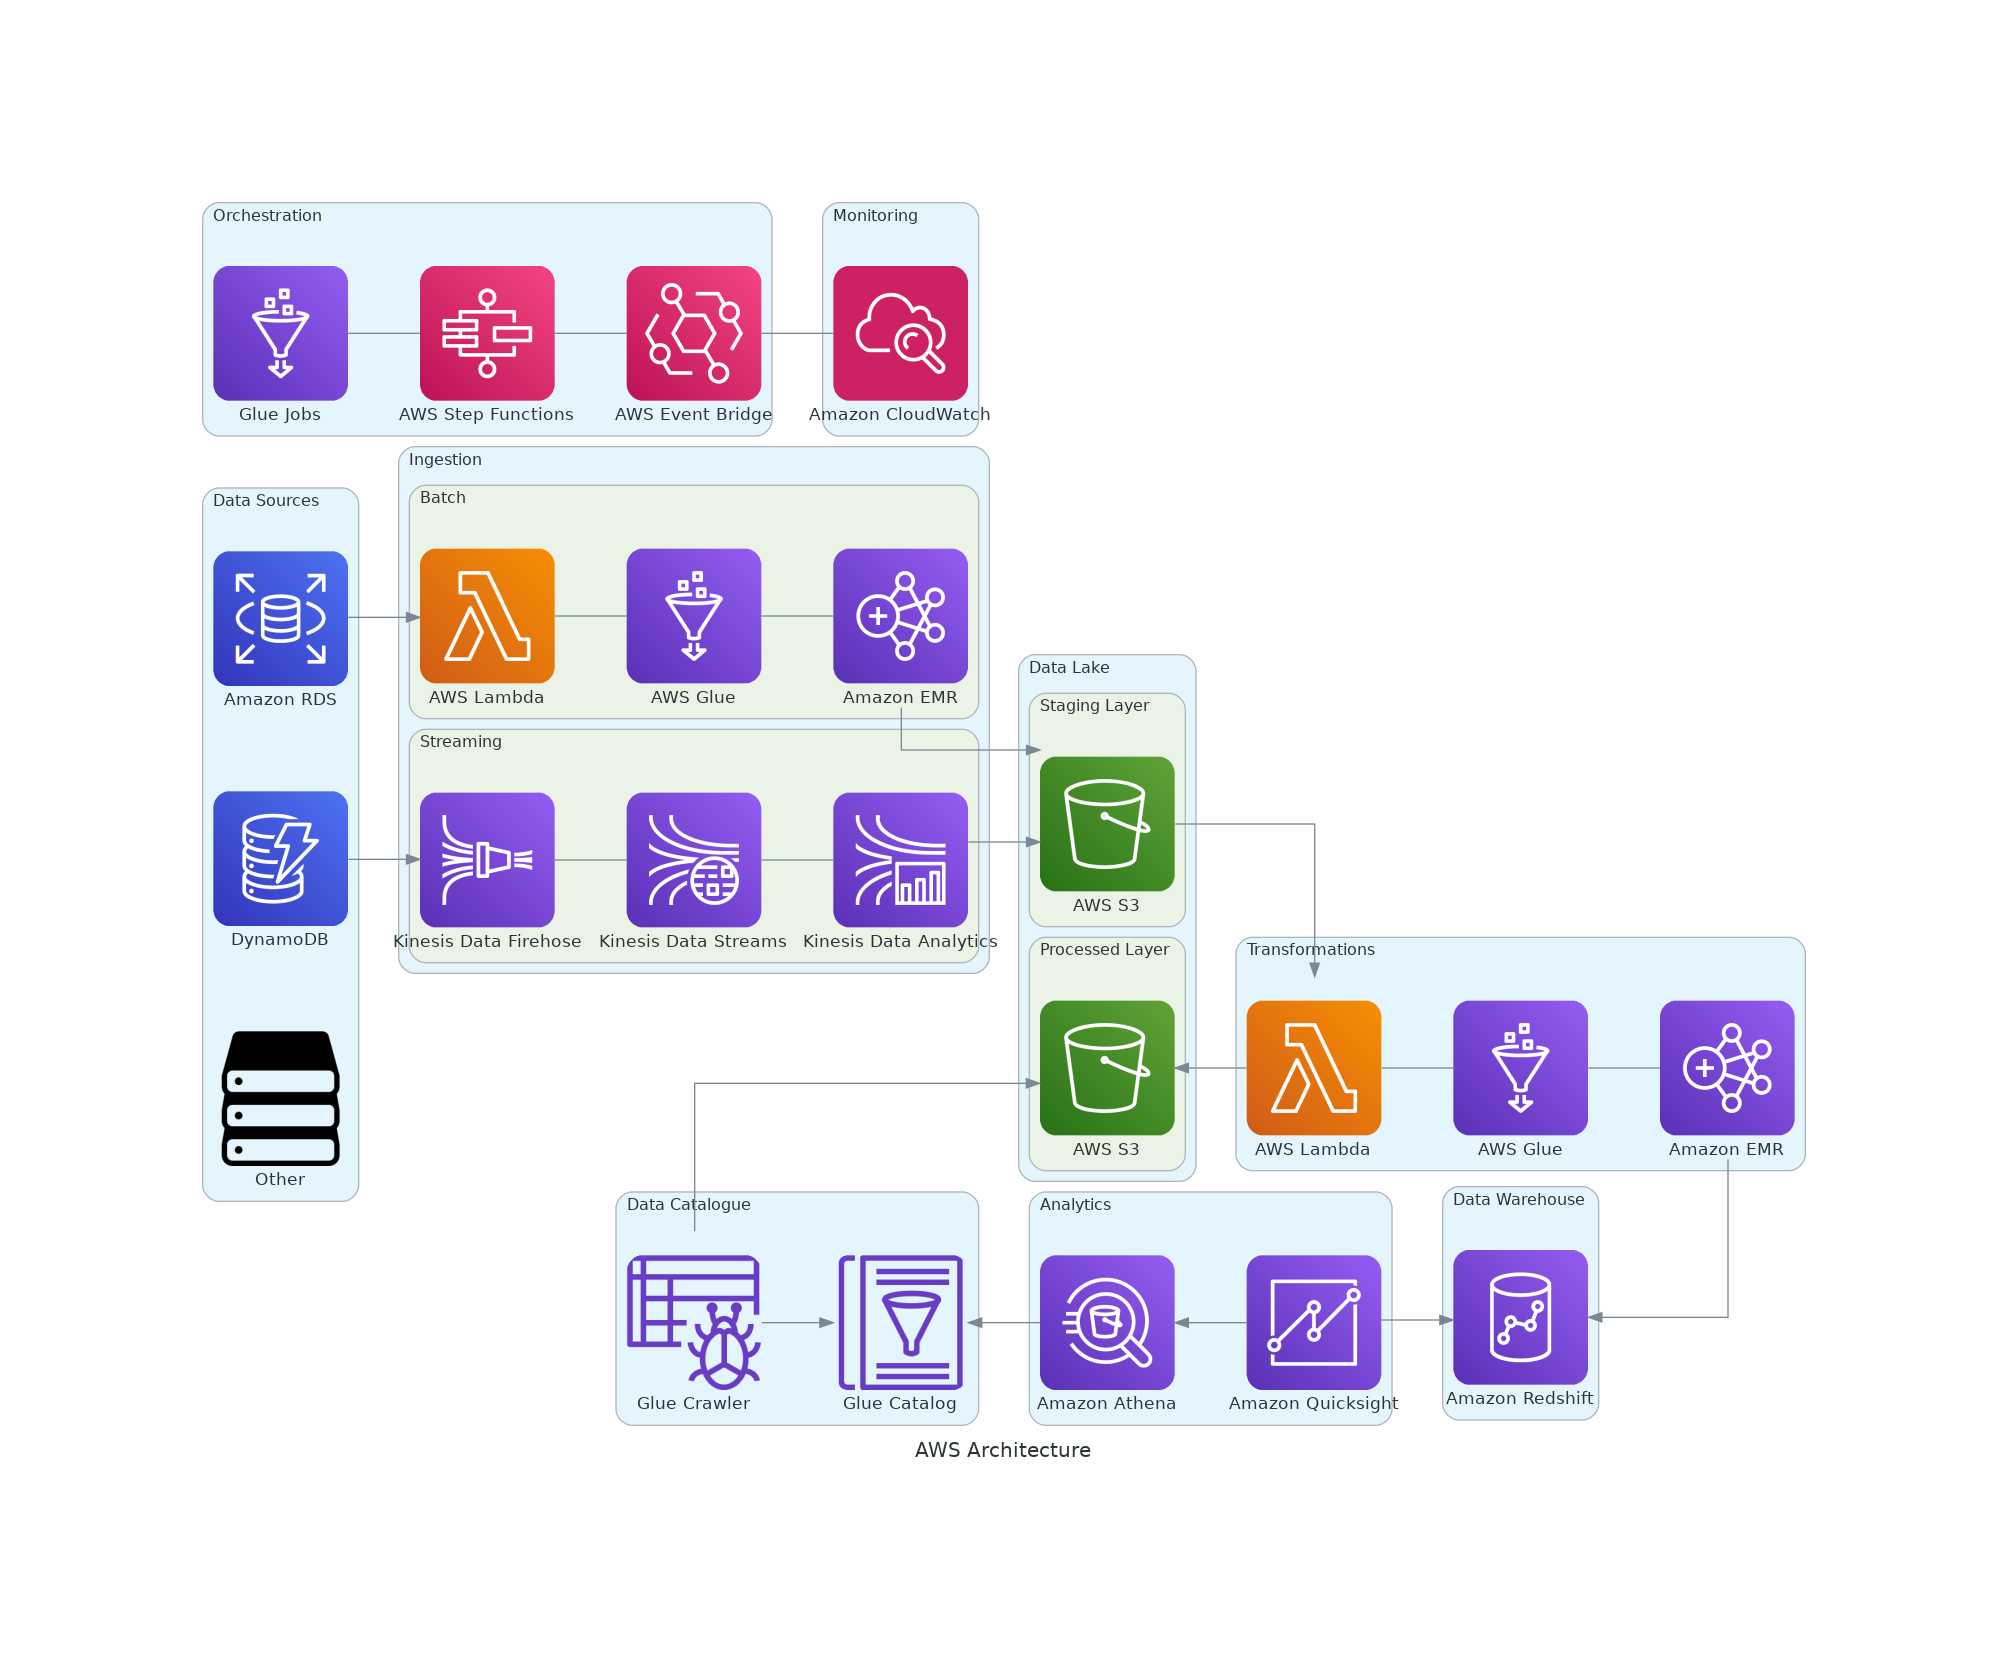 Orchestration
Glue Jobs
AWS Step Functions
AWS Event Bridge
Monitoring
Amazon CloudWatch
Data Sources
Amazon RDS
DynamoDB
Other
Ingestion
Batch
AWS Lambda
AWS Glue
Amazon EMR
Streaming
Kinesis Data Firehose
Kinesis Data Streams
Kinesis Data Analytics
Data Lake
Staging Layer
AWS S3
Processed Layer
AWS S3
Transformations
AWS Lambda
AWS Glue
Amazon EMR
Data Catalogue
Glue Crawler
Glue Catalog
Analytics
Amazon Athena
Amazon Quicksight
Data Warehouse
Amazon Redshift
AWS Architecture